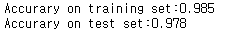 Accurary on training set:0.985
Accurary on test set:0.978